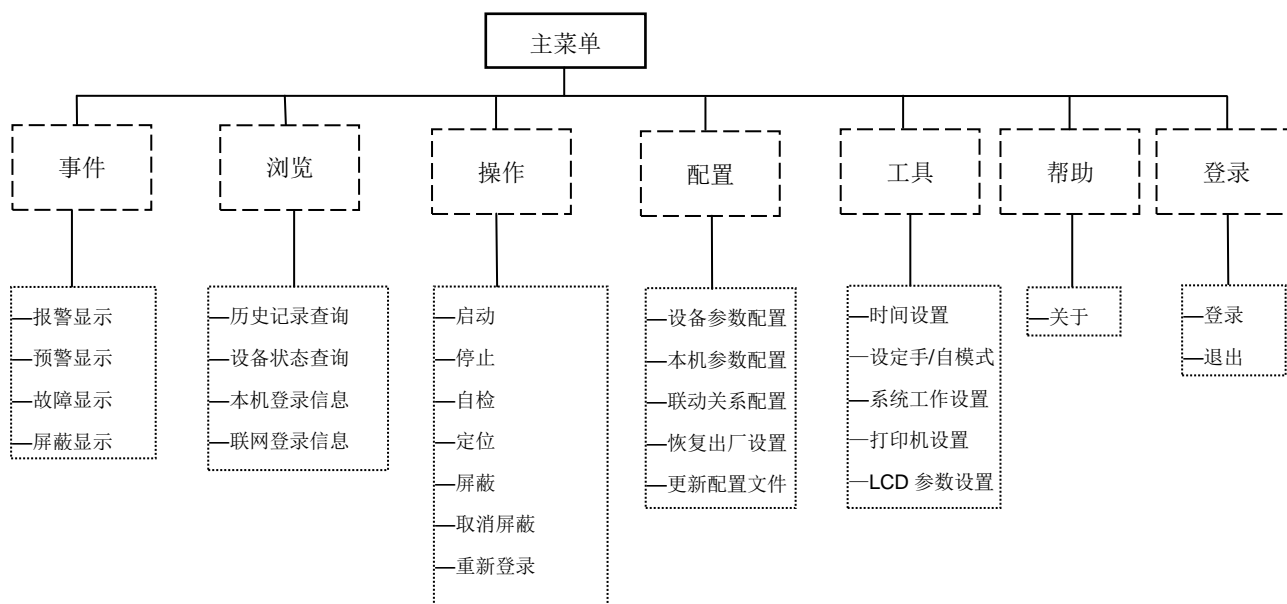 主菜单
事件
浏览
操作
配置
工具
帮助
登录
报警显示
预警显示
故障显示
屏蔽显示
历史记录查询
设备状态查询
本机登录信息
联网登录信息
启动
停止
自检
定位
屏蔽
取消屏蔽
重新登录
设备参数配置
本机参数配置
联动关系配置
恢复出厂设置
更新配置文件
时间设置
设定手/自模式
系统工作设置
打印机设置
LCD 参数设置
关于
登录
退出